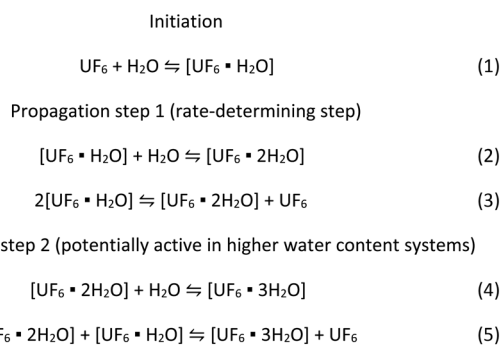 Initiation
UF₆ + H₂O ⇋ [UF₆ ▪ H₂O] (1)
Propagation step 1 (rate-determining step)
[UF₆ ▪ H₂O] + H₂O ⇋ [UF₆ ▪ 2H₂O] (2)
2[UF₆ ▪ H₂O] ⇋ [UF₆ ▪ 2H₂O] + UF₆ (3)
step 2 (potentially active in higher water content systems)
[UF₆ ▪ 2H₂O] + H₂O ⇋ [UF₆ ▪ 3H₂O] (4)
F₆ ▪ 2H₂O] + [UF₆ ▪ H₂O] ⇋ [UF₆ ▪ 3H₂O] + UF₆ (5)